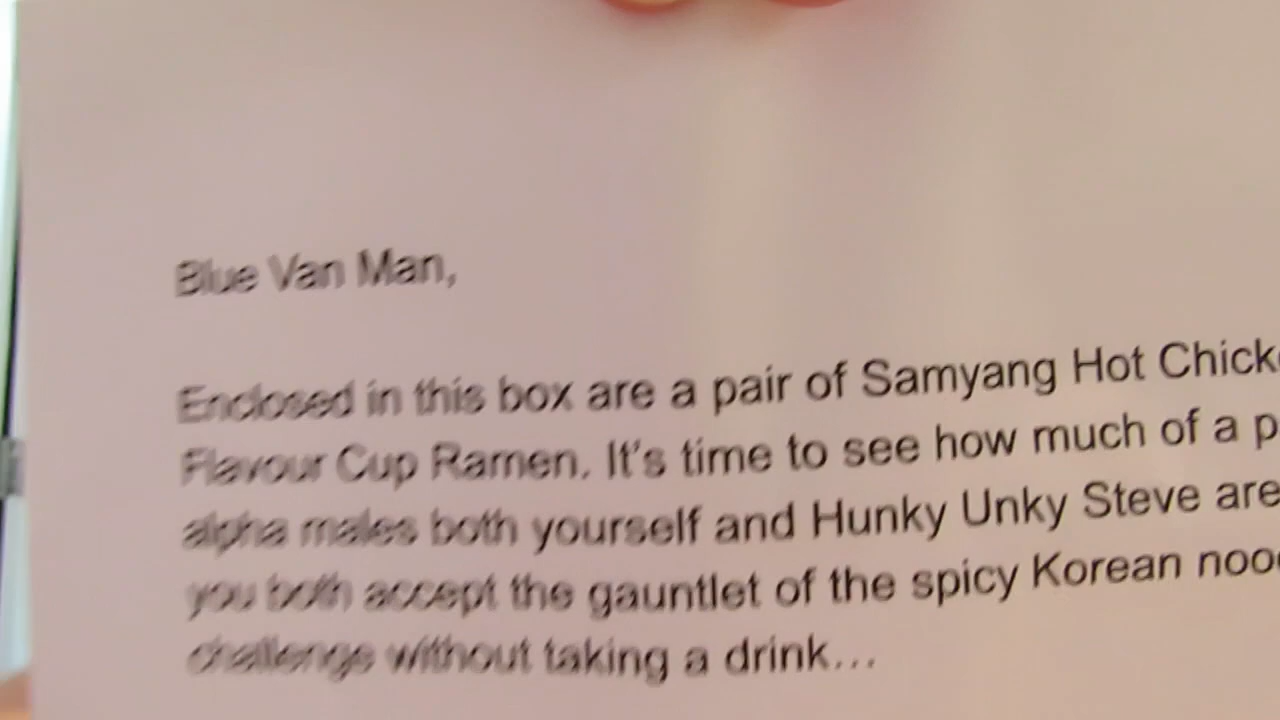 Blue Van Man,
Enclosed in this box are a pair of Samyang Hot Chick
Flavour Cup Ramen. It's time to see how much of a p
alpha males both yourself and Hunky Unky Steve are
you both accept the gauntlet of the spicy Korean noo
challenge without taking a drink...